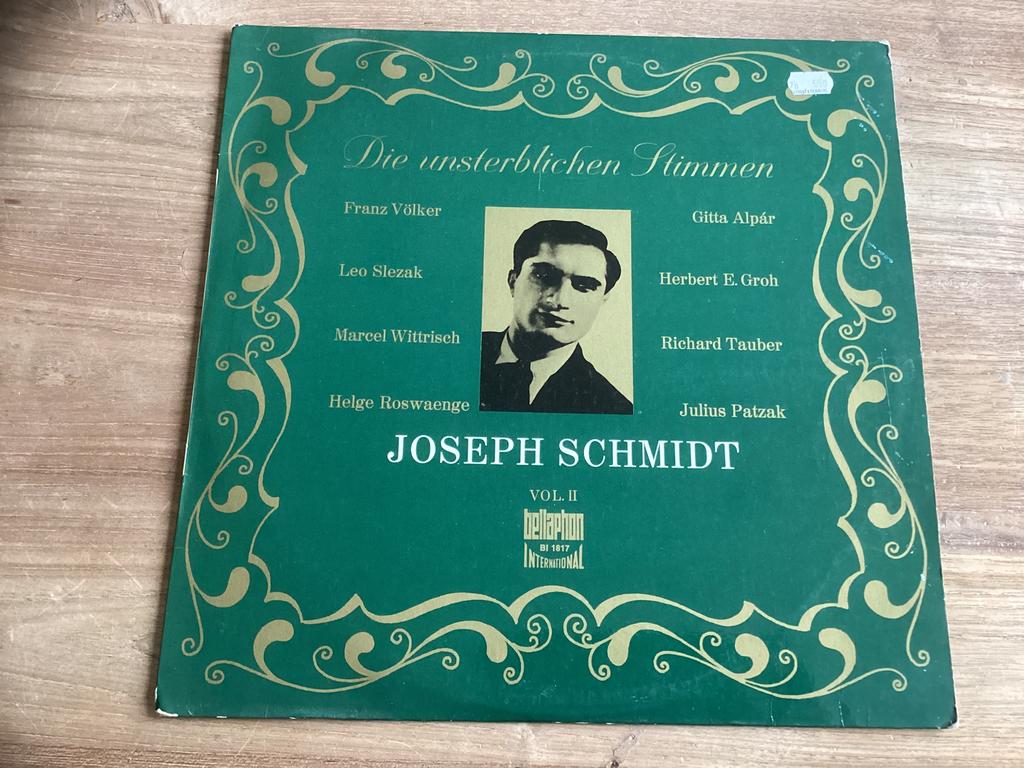 Die unsterblichen Stimmen
Franz Völker
Gitta Alpár
Leo Slezak
Herbert E. Groh
Marcel Wittrisch
Richard Tauber
Helge Roswaenge
Julius Patzak
JOSEPH SCHMIDT
VOL. II
bellaphon
BI 1817
INTERNATIONAL